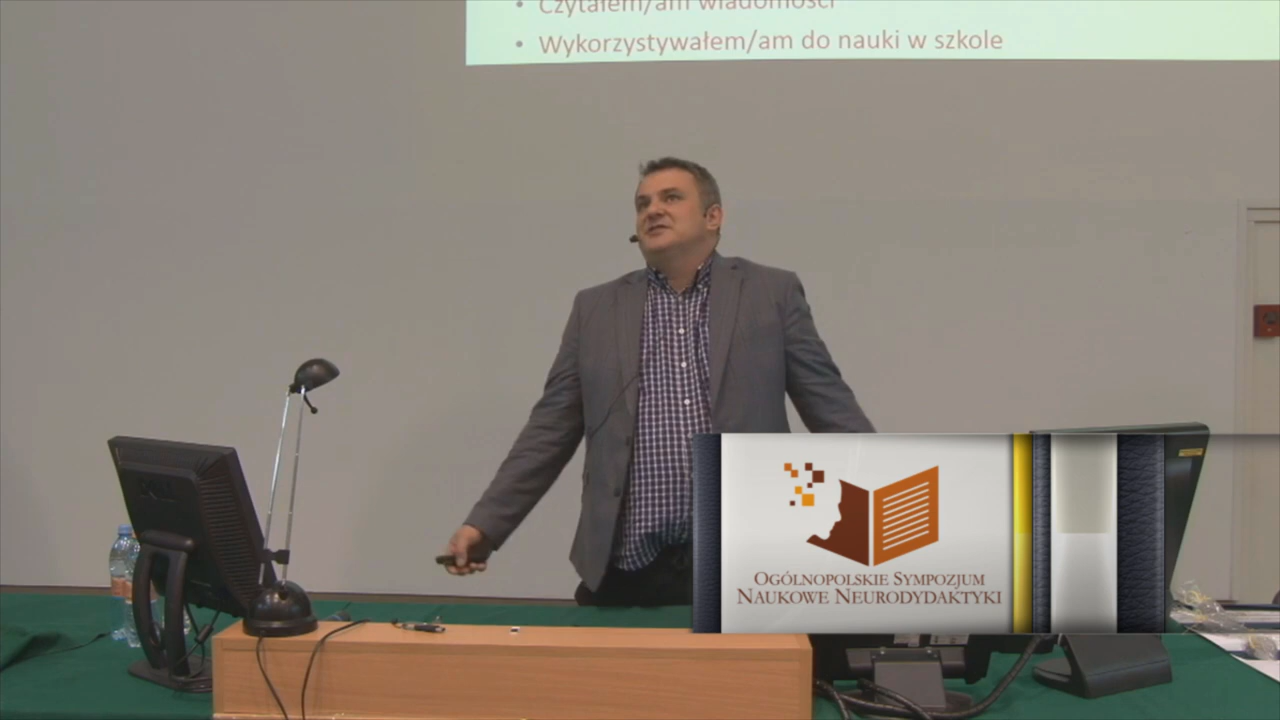 • Czytałem/am wiadomości
• Wykorzystywałem/am do nauki w szkole
OGÓLNOPOLSKIE SYMPOZJUM
NAUKOWE NEURODYDAKTYKI